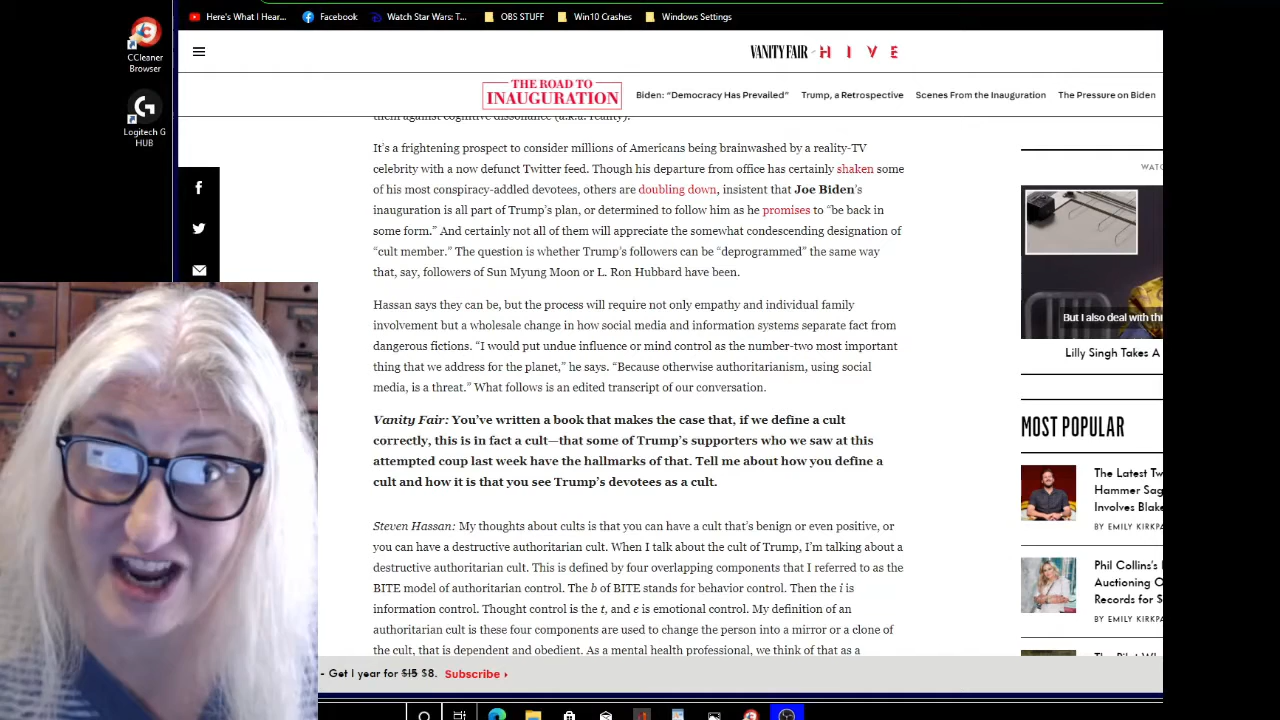 Here's What I Hear...
Facebook
Watch Star Wars: T...
OBS STUFF
Win10 Crashes
Windows Settings
CCleaner
Browser
Logitech G
HUB
VANITY FAIR HIVE
THE ROAD TO
INAUGURATION
Biden: “Democracy Has Prevailed”
Trump, a Retrospective
Scenes From the Inauguration
The Pressure on Biden
them against cognitive dissonance (a.k.a. reality).
It’s a frightening prospect to consider millions of Americans being brainwashed by a reality-TV
celebrity with a now defunct Twitter feed. Though his departure from office has certainly shaken some
of his most conspiracy-addled devotees, others are doubling down, insistent that Joe Biden’s
inauguration is all part of Trump’s plan, or determined to follow him as he promises to “be back in
some form.” And certainly not all of them will appreciate the somewhat condescending designation of
“cult member.” The question is whether Trump’s followers can be “deprogrammed” the same way
that, say, followers of Sun Myung Moon or L. Ron Hubbard have been.
Hassan says they can be, but the process will require not only empathy and individual family
involvement but a wholesale change in how social media and information systems separate fact from
dangerous fictions. “I would put undue influence or mind control as the number-two most important
thing that we address for the planet,” he says. “Because otherwise authoritarianism, using social
media, is a threat.” What follows is an edited transcript of our conversation.
Vanity Fair: You’ve written a book that makes the case that, if we define a cult
correctly, this is in fact a cult—that some of Trump’s supporters who we saw at this
attempted coup last week have the hallmarks of that. Tell me about how you define a
cult and how it is that you see Trump’s devotees as a cult.
Steven Hassan: My thoughts about cults is that you can have a cult that’s benign or even positive, or
you can have a destructive authoritarian cult. When I talk about the cult of Trump, I’m talking about a
destructive authoritarian cult. This is defined by four overlapping components that I referred to as the
BITE model of authoritarian control. The b of BITE stands for behavior control. Then the i is
information control. Thought control is the t, and e is emotional control. My definition of an
authoritarian cult is these four components are used to change the person into a mirror or a clone of
the cult, that is dependent and obedient. As a mental health professional, we think of that as a
WATC
But I also deal with thi
Lilly Singh Takes A
MOST POPULAR
The Latest Tw
Hammer Sag
Involves Blake
BY EMILY KIRKPA
Phil Collins’s
Auctioning O
Records for $
BY EMILY KIRKPA
- Get 1 year for $15 $8. Subscribe